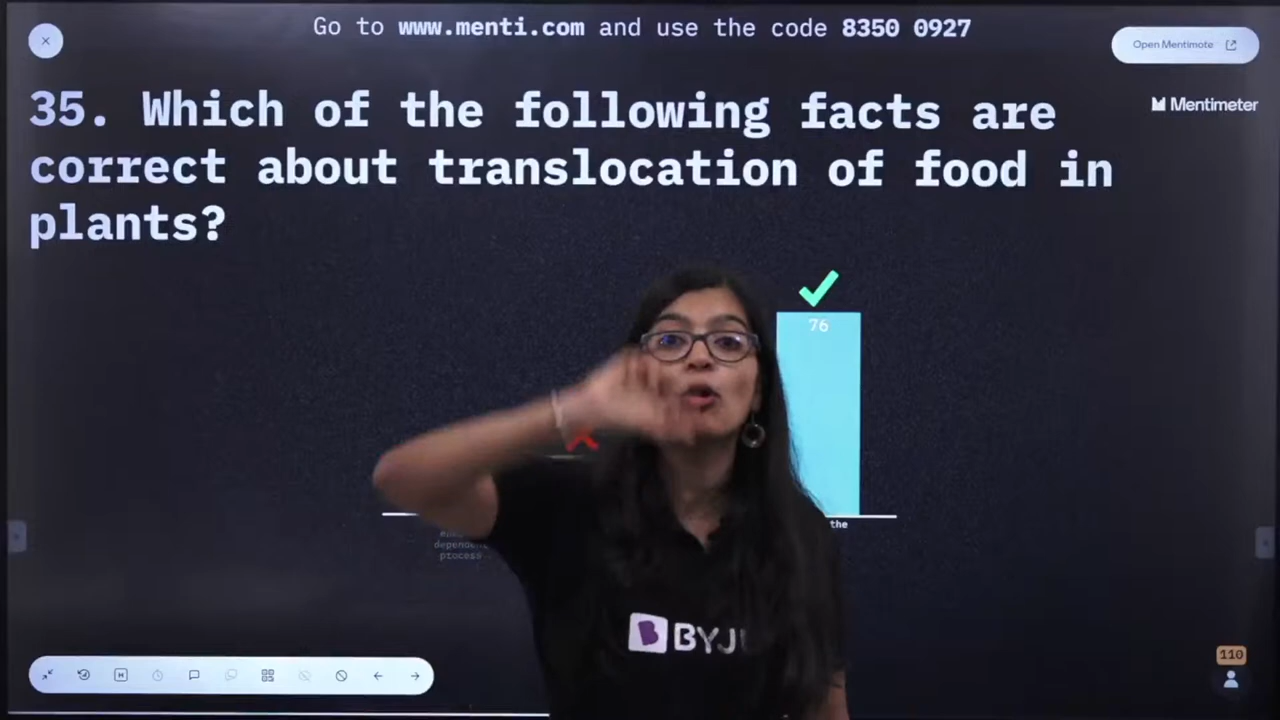 Go to www.menti.com and use the code 8350 0927
Open Mentimote
Mentimeter
35. Which of the following facts are
correct about translocation of food in
plants?
76
the
process
H
BYJU
110